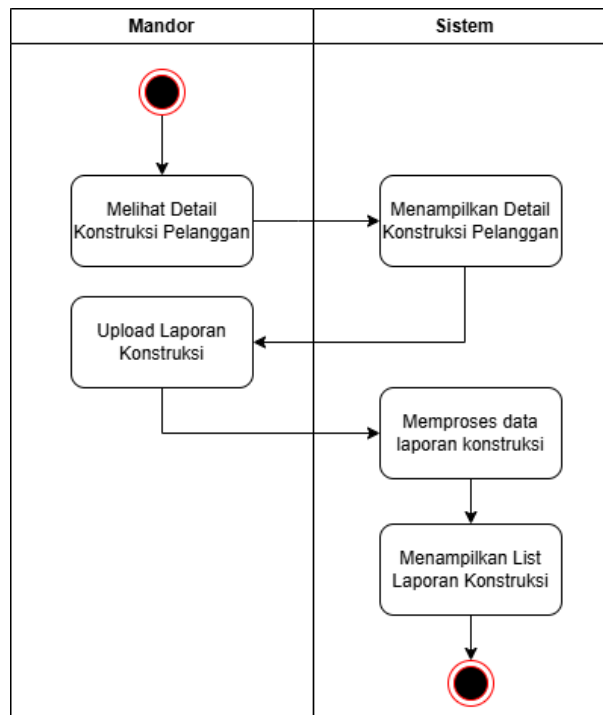 Mandor
Sistem
Melihat Detail
Konstruksi Pelanggan
Menampilkan Detail
Konstruksi Pelanggan
Upload Laporan
Konstruksi
Memproses data
laporan konstruksi
Menampilkan List
Laporan Konstruksi